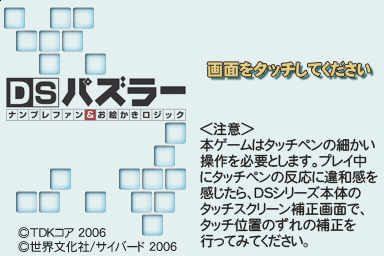 DSパズラー
ナンプレファン&お絵かきロジック
©TDKコア 2006
©世界文化社/サイバード 2006
画面をタッチしてください
<注意>
本ゲームはタッチペンの細かい
操作を必要とします。プレイ中
にタッチペンの反応に違和感を
感じたら、DSシリーズ本体の
タッチスクリーン補正画面で、
タッチ位置のずれの補正を
行ってみてください。